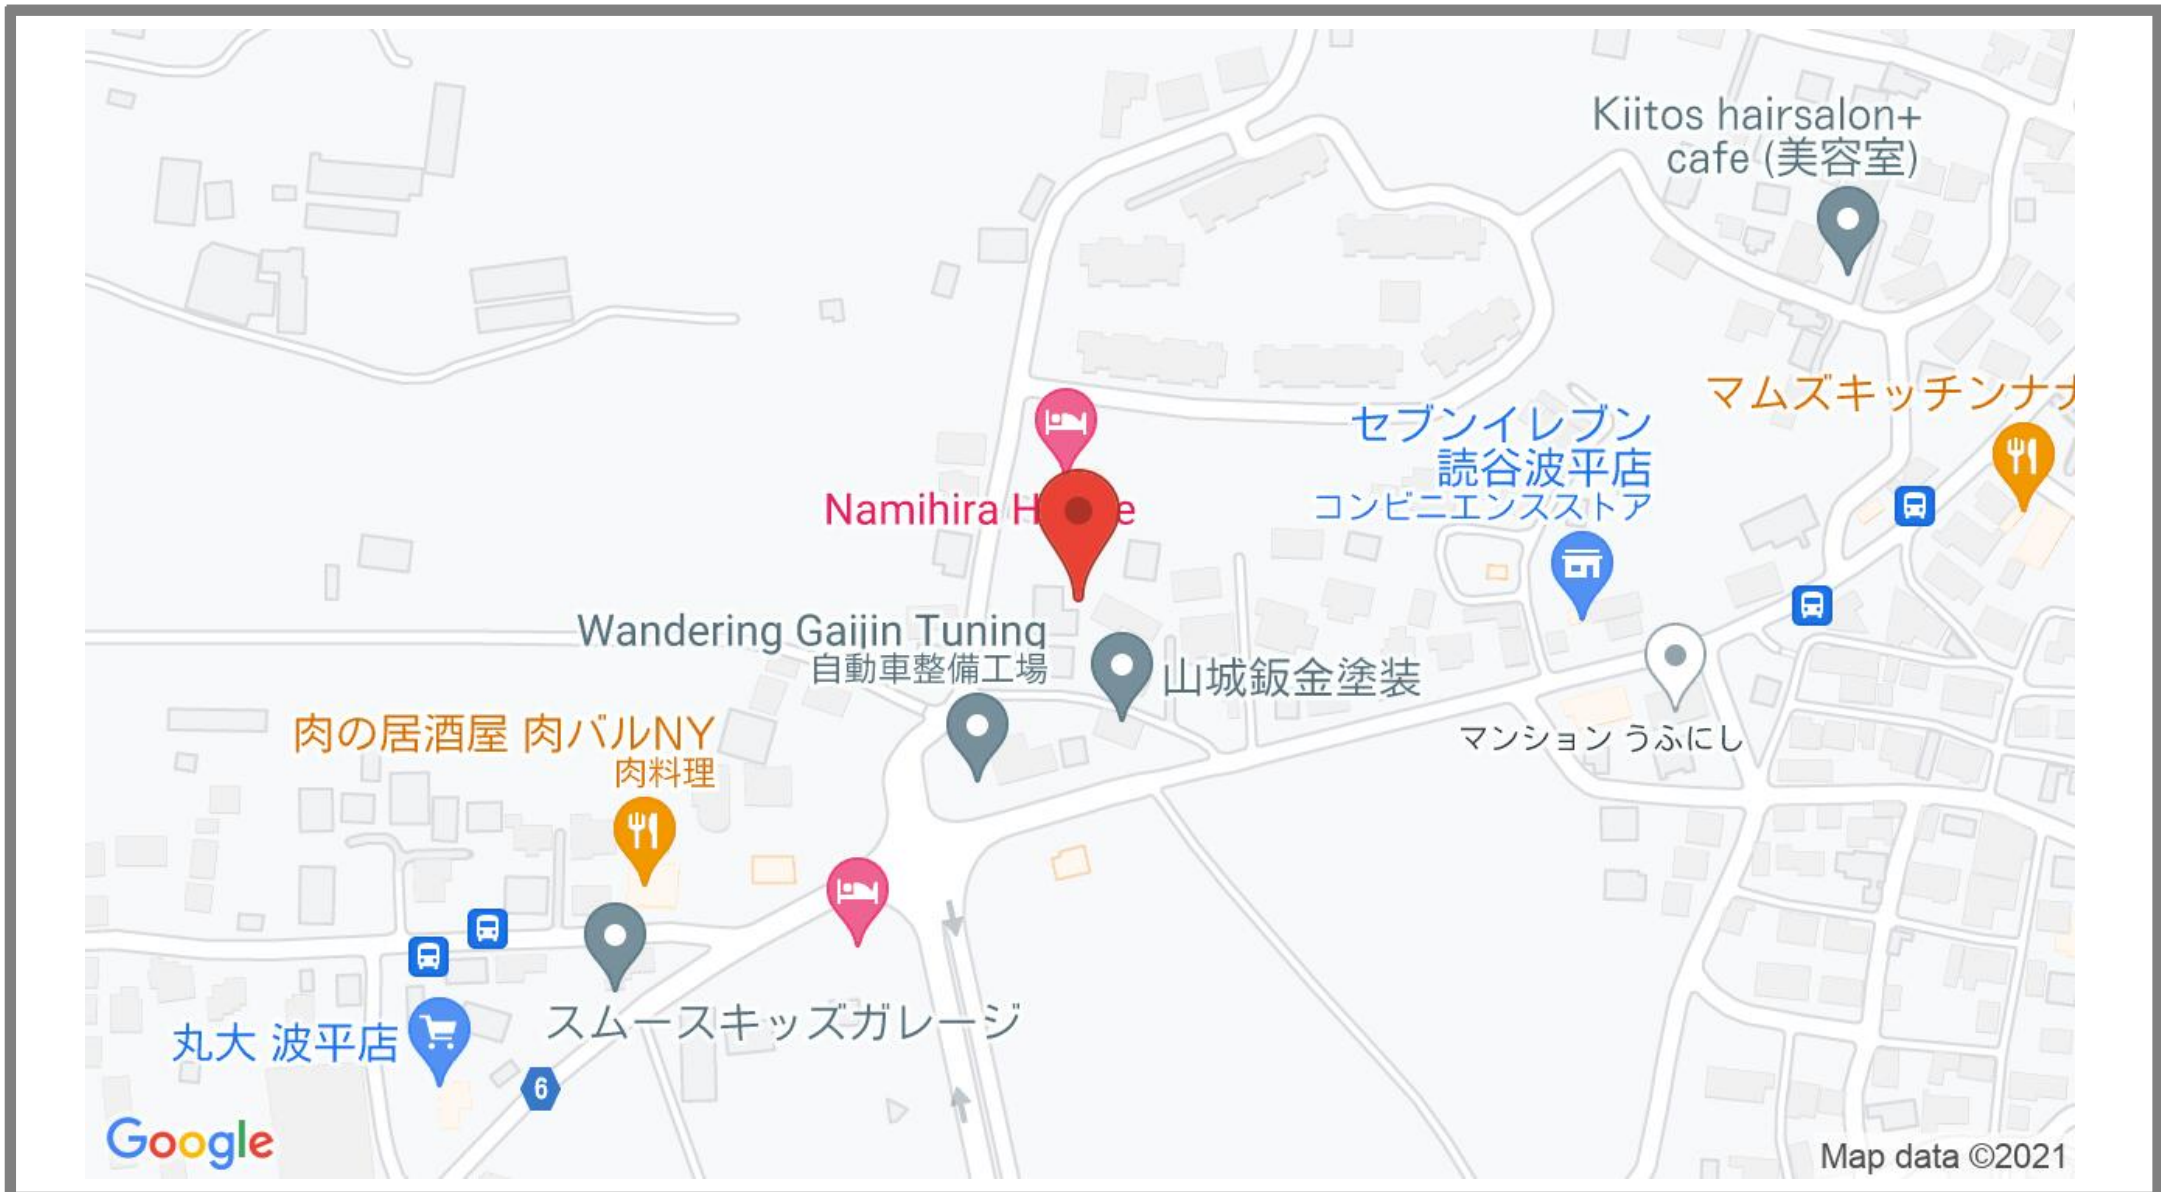 Kiitos hairsalon+
cafe (美容室)
マムズキッチンナナ
セブンイレブン
読谷波平店
コンビニエンスストア
Namihira H e
Wandering Gaijin Tuning
自動車整備工場
山城鈑金塗装
肉の居酒屋 肉バルNY
肉料理
マンション うふにし
スムースキッズガレージ
丸大 波平店
6
Google
Map data ©2021